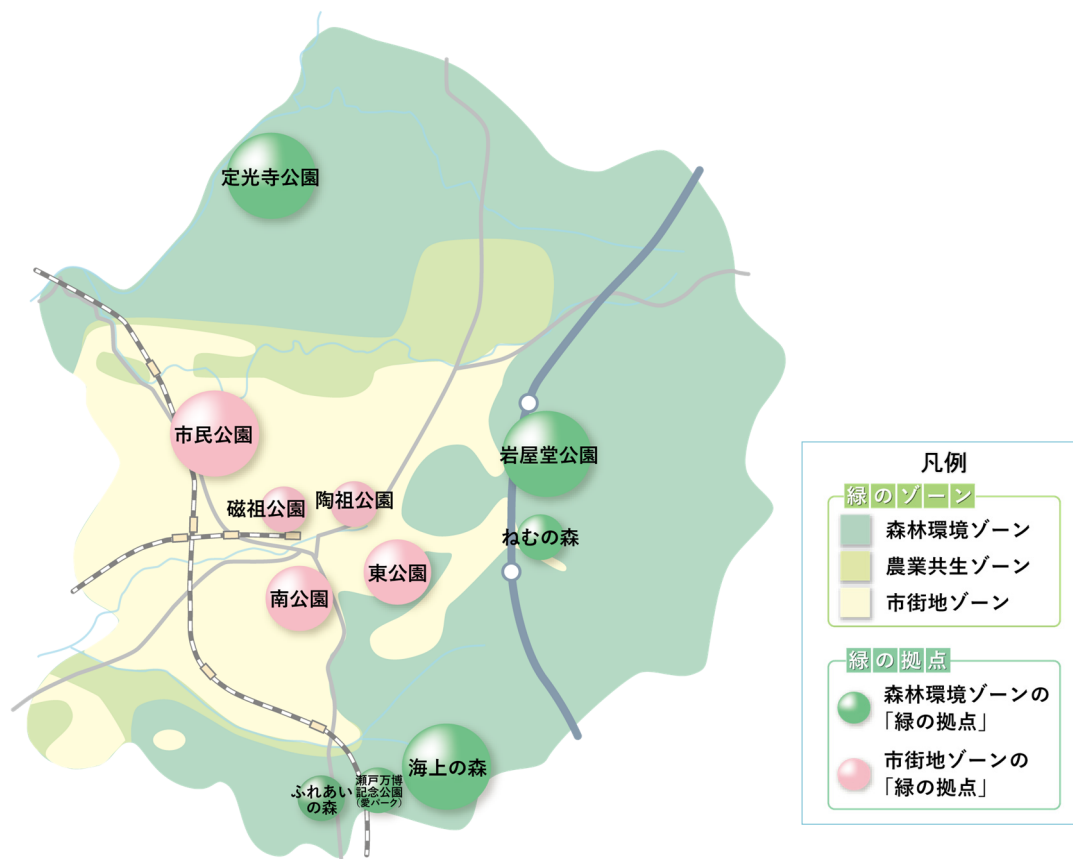 定光寺公園
市民公園
岩屋堂公園
磁祖公園
陶祖公園
ねむの森
東公園
南公園
海上の森
ふれあい
の森
瀬戸万博
記念公園
(愛パーク)
凡例
緑のゾーン
森林環境ゾーン
農業共生ゾーン
市街地ゾーン
緑の拠点
森林環境ゾーンの
「緑の拠点」
市街地ゾーンの
「緑の拠点」